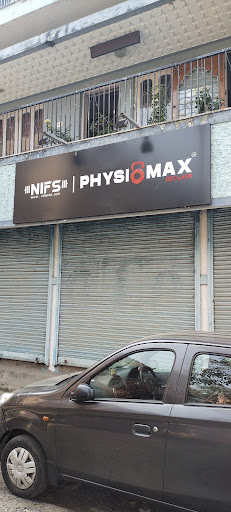 NIFS | PHYSIOMAX